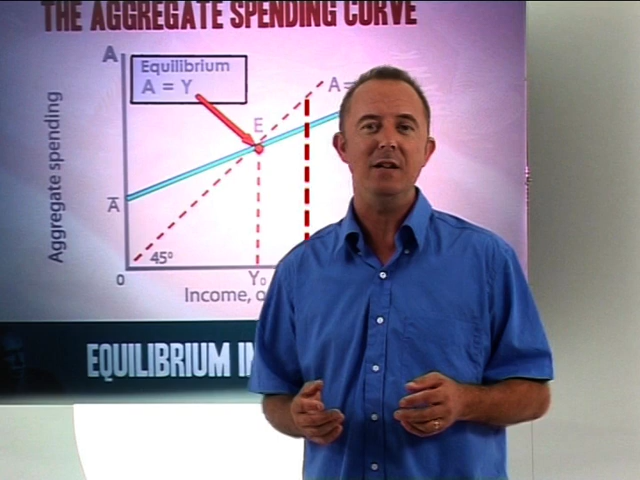 THE AGGREGATE SPENDING CURVE
A
Equilibrium
A = Y
A=
E
Aggregate spending
A̅
45°
0
Y₀
Income, o
EQUILIBRIUM IN